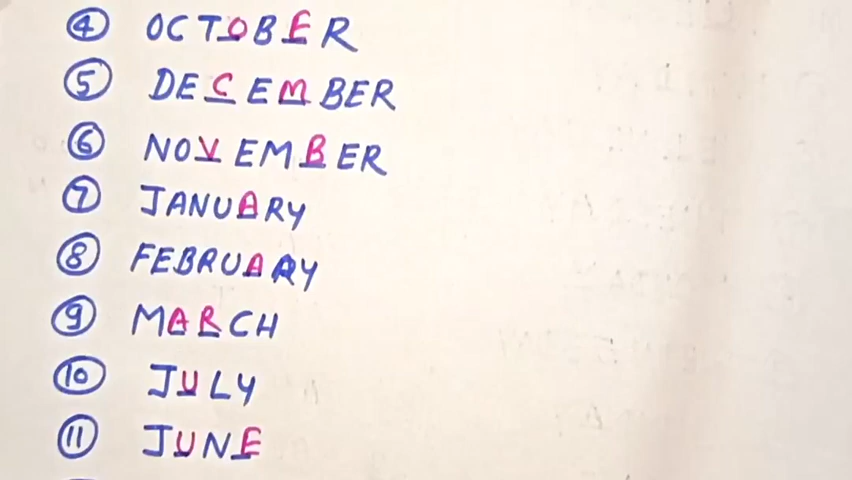 4 OCTOBER
5 DECEMBER
6 NOVEMBER
7 JANUARY
8 FEBRUARY
9 MARCH
10 JULY
11 JUNE